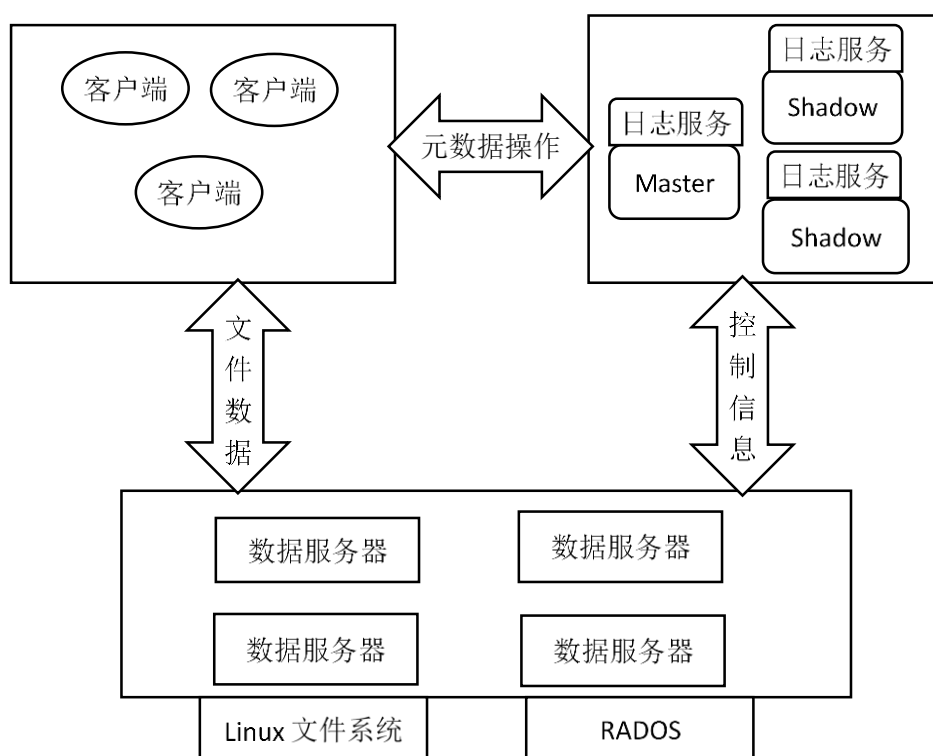 客户端
客户端
客户端
元数据操作
日志服务
Master
日志服务
Shadow
日志服务
Shadow
文件数据
控制信息
数据服务器
数据服务器
数据服务器
数据服务器
Linux 文件系统
RADOS